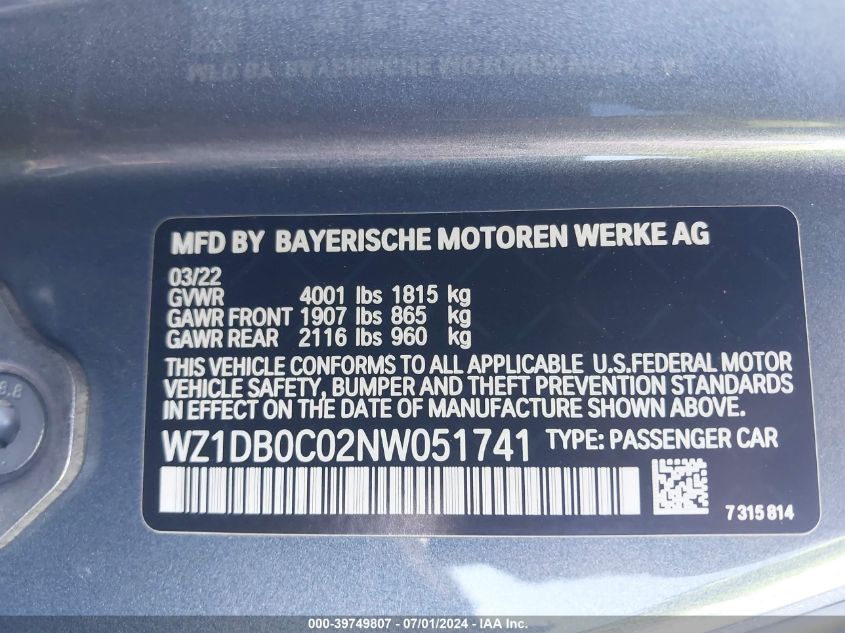 MFD BY BAYERISCHE MOTOREN WERKE AG
03/22
GVWR 4001 lbs 1815 kg
GAWR FRONT 1907 lbs 865 kg
GAWR REAR 2116 lbs 960 kg
THIS VEHICLE CONFORMS TO ALL APPLICABLE U.S.FEDERAL MOTOR
VEHICLE SAFETY, BUMPER AND THEFT PREVENTION STANDARDS
IN EFFECT ON THE DATE OF MANUFACTURE SHOWN ABOVE.
WZ1DB0C02NW051741 TYPE: PASSENGER CAR
7315814
8.8
000-39749807 - 07/01/2024 - © IAA, Inc.